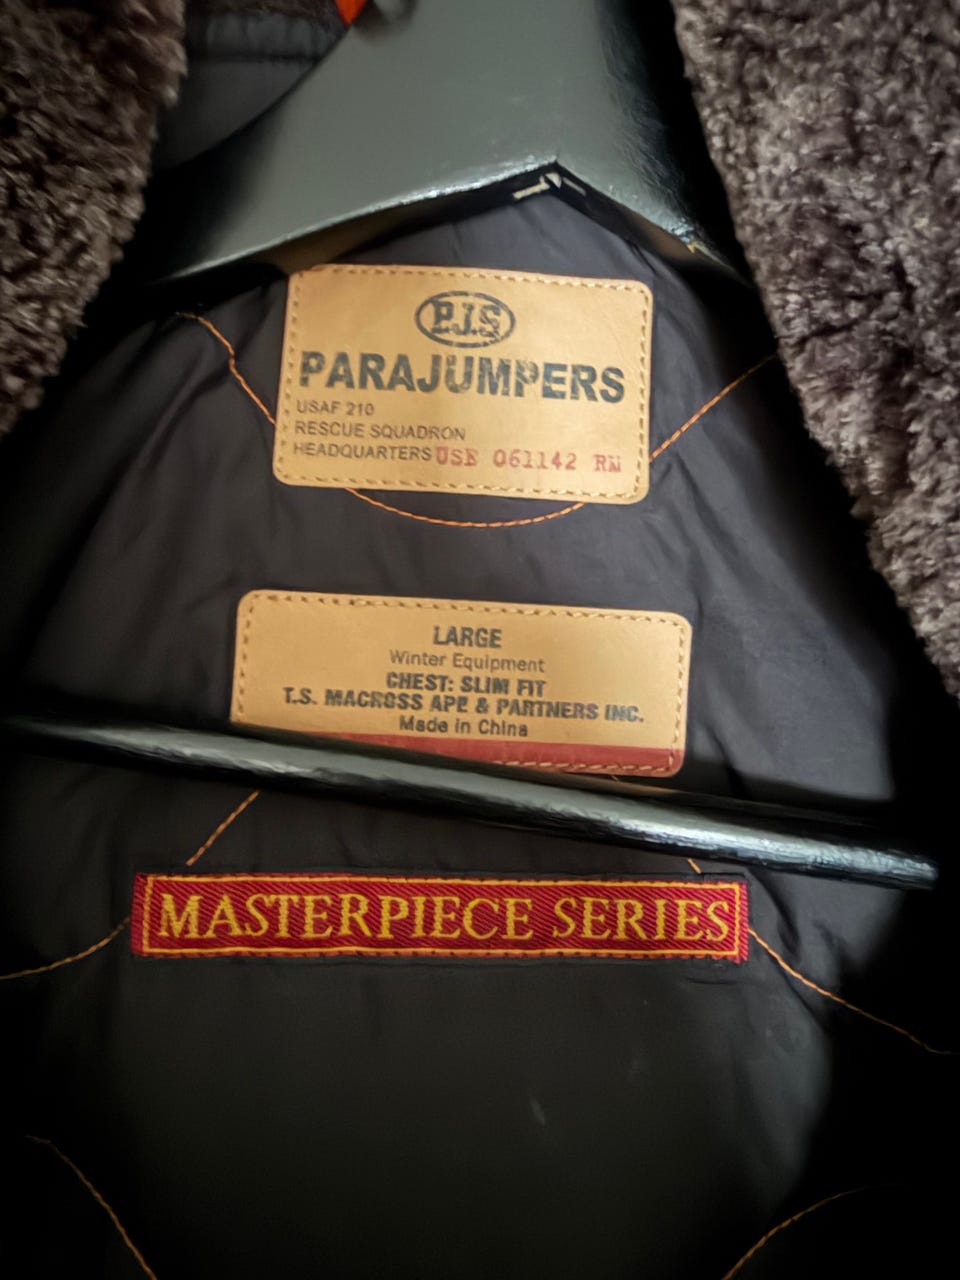 P.J.S
PARAJUMPERS
USAF 210
RESCUE SQUADRON
HEADQUARTERS USE 061142 RN
LARGE
Winter Equipment
CHEST: SLIM FIT
T.S. MACROSS APE & PARTNERS INC.
Made in China
MASTERPIECE SERIES